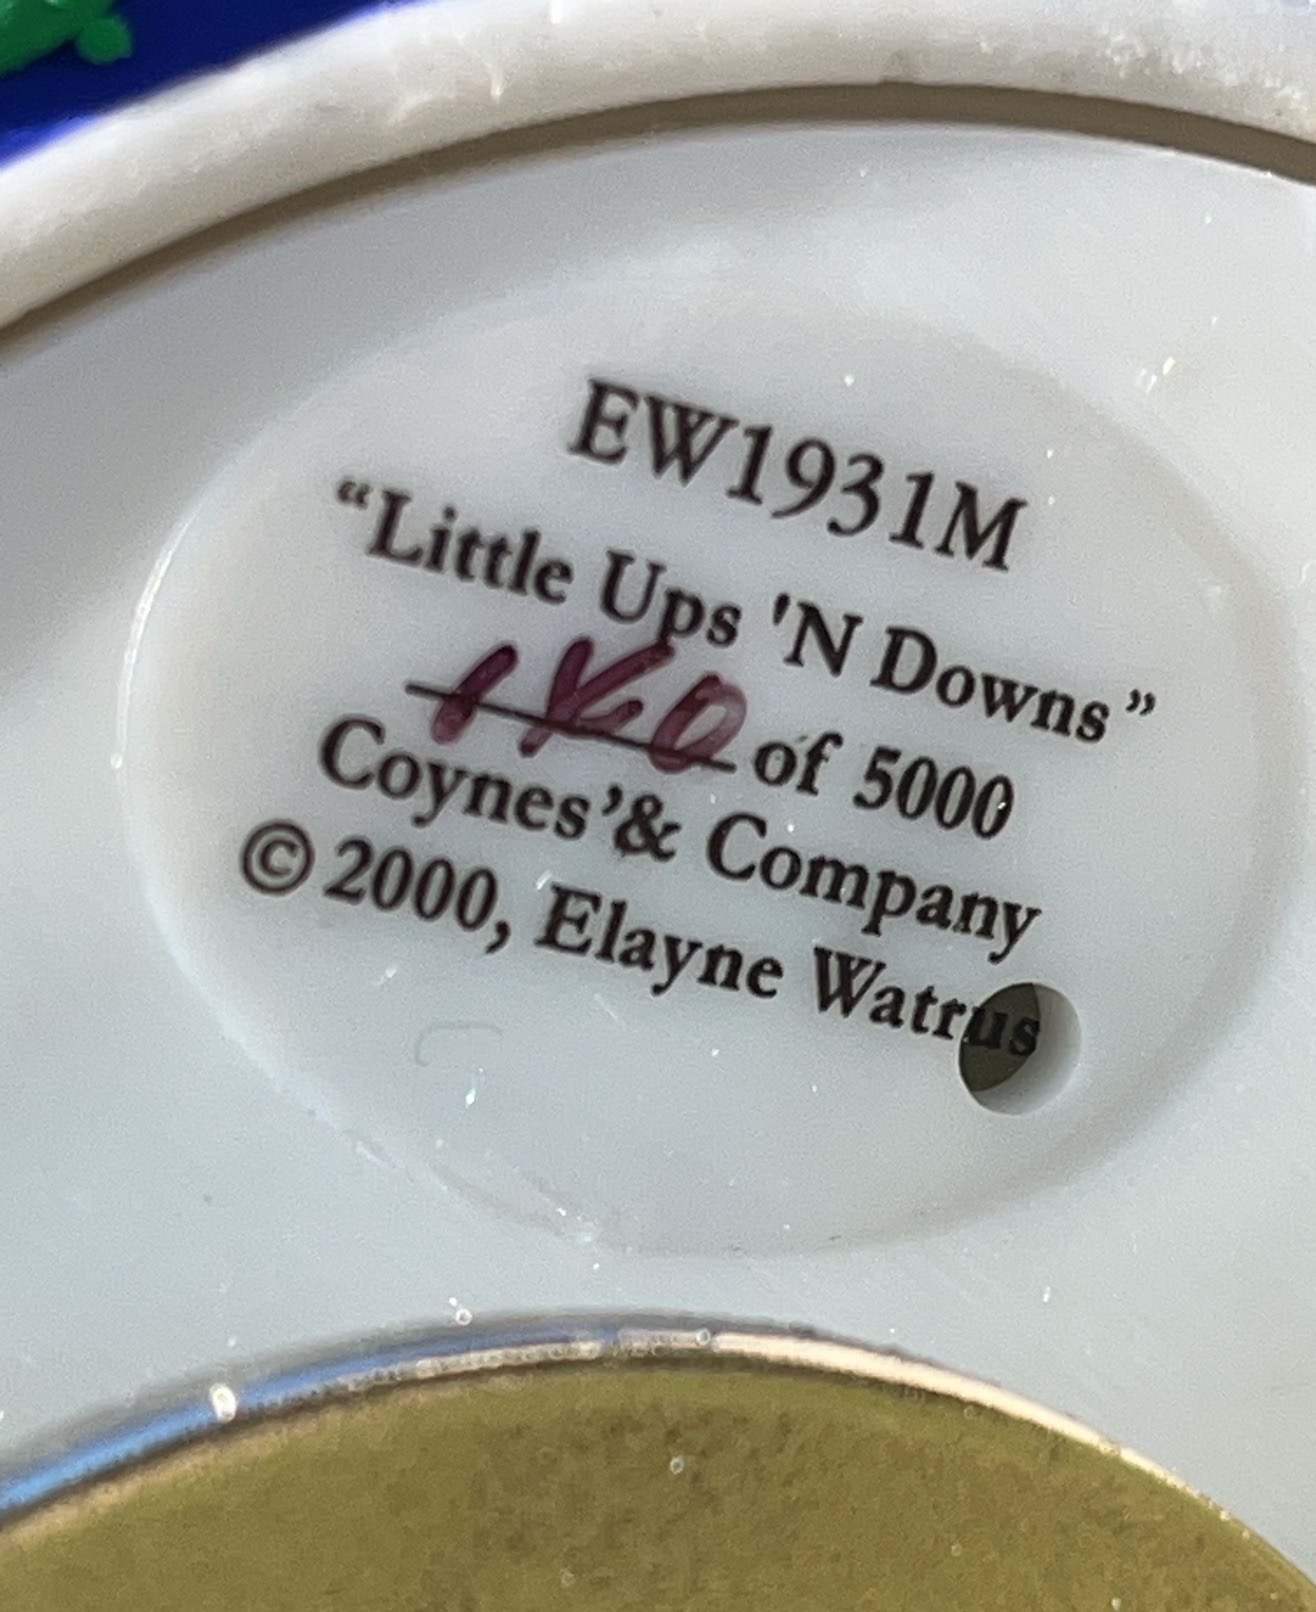 EW1931M
“Little Ups 'N Downs”
of 5000
Coynes’& Company
© 2000, Elayne Watrus